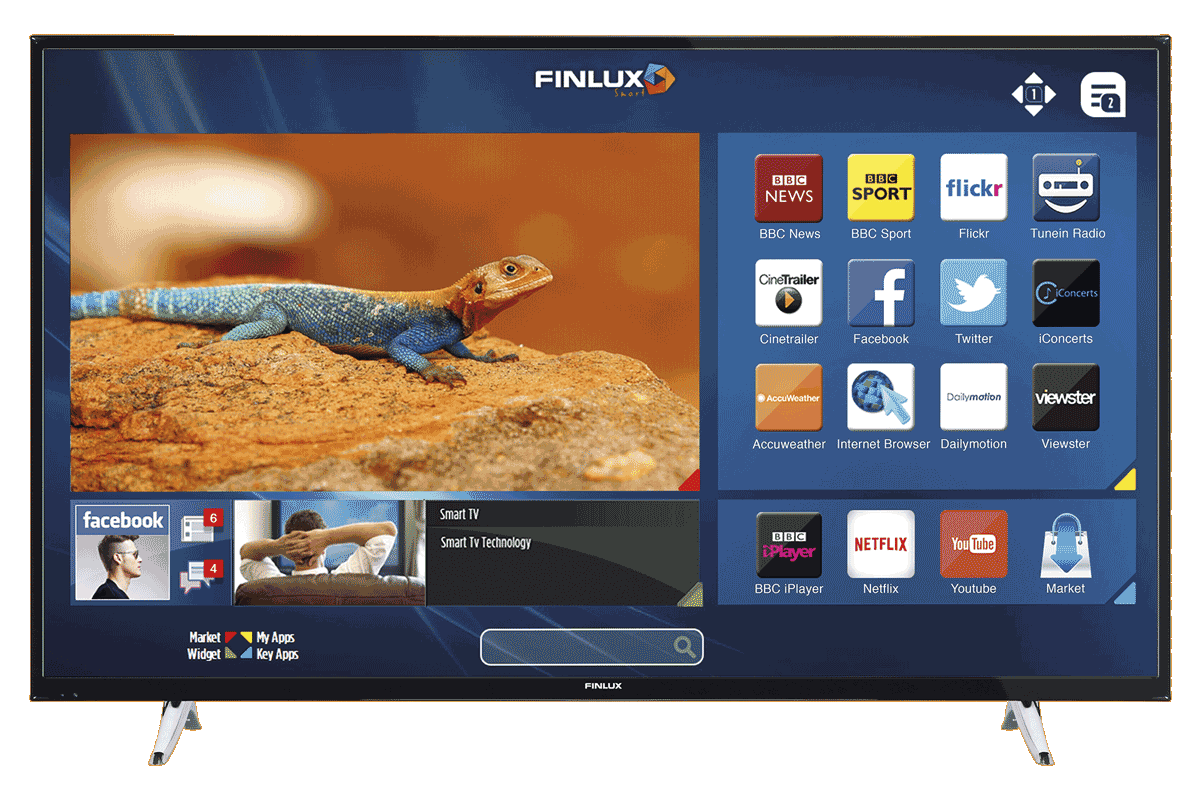 FINLUX
Smart
1
2
BBC
NEWS
BBC
SPORT
flickr
BBC News
BBC Sport
Flickr
Tunein Radio
CineTrailer
f
iConcerts
Cinetrailer
Facebook
Twitter
iConcerts
AccuWeather
Dailymotion
viewster
Accuweather
Internet Browser
Dailymotion
Viewster
facebook
6
4
Smart TV
Smart Tv Technology
BBC
iPlayer
NETFLIX
YouTube
BBC iPlayer
Netflix
Youtube
Market
Market
My Apps
Widget
Key Apps
FINLUX